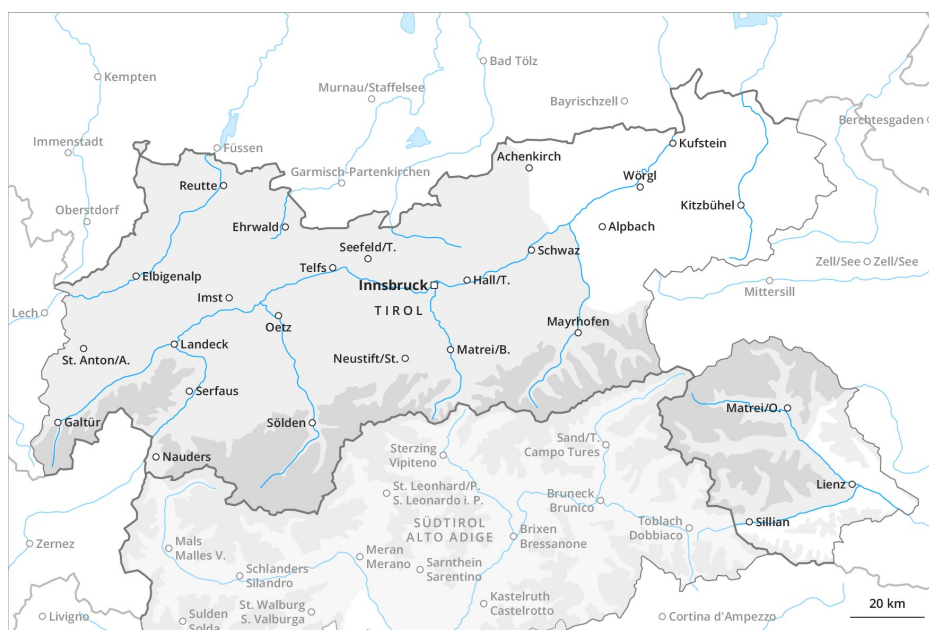 Kempten
Bad Tölz
Murnau/Staffelsee
Bayrischzell
Berchtesgaden
Immenstadt
Füssen
Kufstein
Achenkirch
Garmisch-Partenkirchen
Reutte
Wörgl
Oberstdorf
Kitzbühel
Ehrwald
Alpbach
Seefeld/T.
Schwaz
Zell/See
Zell/See
Telfs
Elbigenalp
Hall/T.
Mittersill
Innsbruck
Imst
Lech
TIROL
Oetz
Mayrhofen
Landeck
St. Anton/A.
Neustift/St.
Matrei/B.
Serfaus
Matrei/O.
Galtür
Sölden
Sand/T.
Campo Tures
Sterzing
Vipiteno
Nauders
Lienz
St. Leonhard/P.
S. Leonardo i. P.
Bruneck
Brunico
SÜDTIROL
ALTO ADIGE
Sillian
Toblach
Dobbiaco
Brixen
Bressanone
Zernez
Mals
Malles V.
Meran
Merano
Sarnthein
Sarentino
Schlanders
Silandro
Kastelruth
Castelrotto
St. Walburg
S. Valburga
20 km
Livigno
Sulden
Solda
Cortina d'Ampezzo